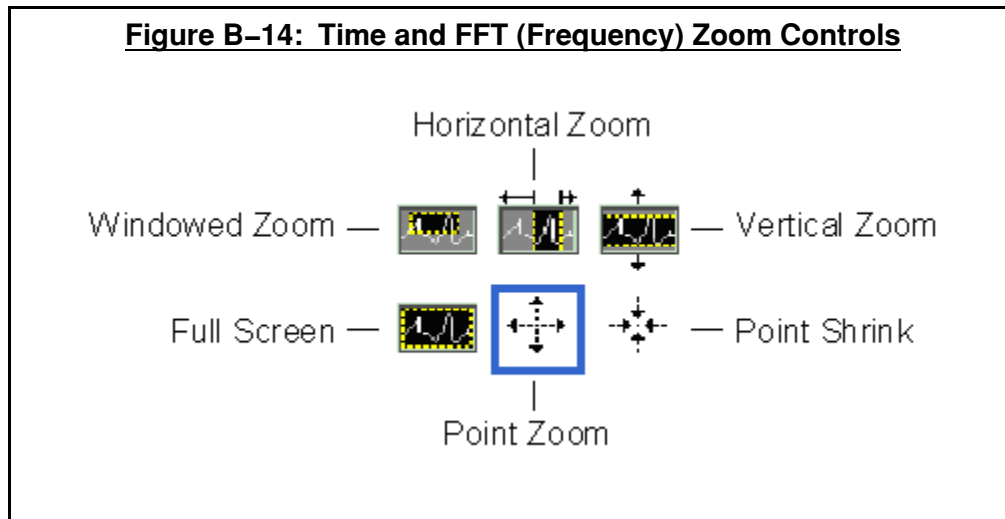 Figure B–14: Time and FFT (Frequency) Zoom Controls
Horizontal Zoom
Windowed Zoom
Vertical Zoom
Full Screen
Point Shrink
Point Zoom